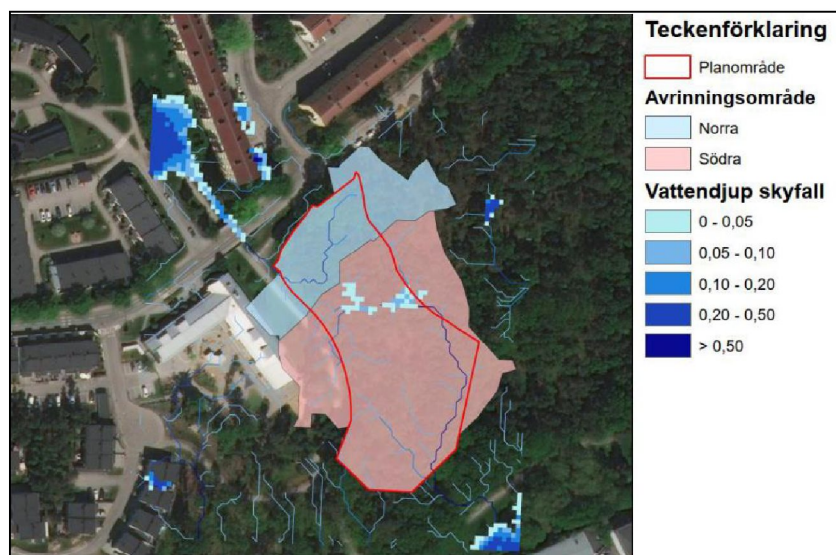 Teckenförklaring
Planområde
Avrinningsområde
Norra
Södra
Vattendjup skyfall
0 - 0,05
0,05 - 0,10
0,10 - 0,20
0,20 - 0,50
> 0,50